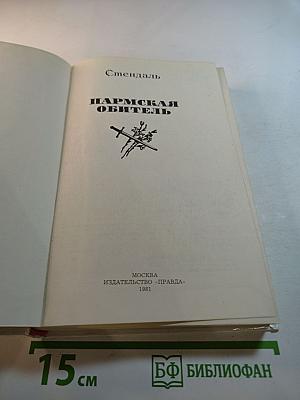 Стендаль
ПАРМСКАЯ
ОБИТЕЛЬ
МОСКВА
ИЗДАТЕЛЬСТВО «ПРАВДА»
1981
15 см
БФ БИБЛИОФАН